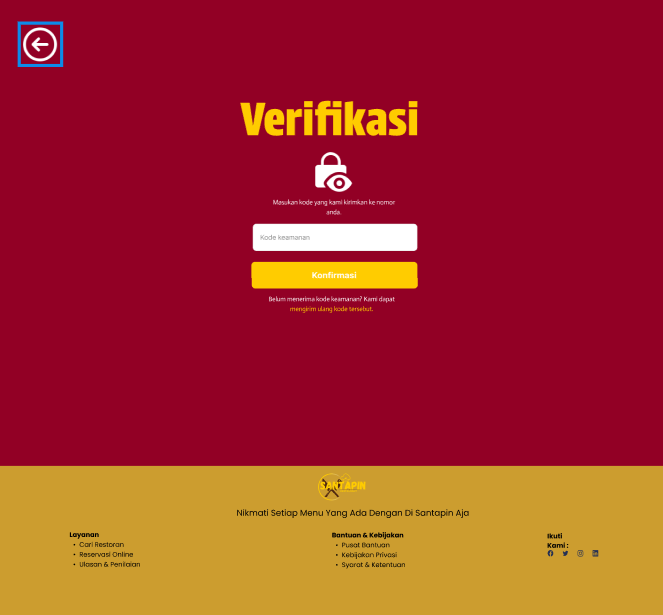 Verifikasi
Masukan kode yang kami kirimkan ke nomor
anda.
Kode keamanan
Konfirmasi
Belum menerima kode keamanan? Kami dapat
mengirim ulang kode tersebut.
SANTAPIN
Nikmati Setiap Menu Yang Ada Dengan Di Santapin Aja
Layanan
• Cari Restoran
• Reservasi Online
• Ulasan & Penilaian
Bantuan & Kebijakan
• Pusat Bantuan
• Kebijakan Privasi
• Syarat & Ketentuan
Ikuti
Kami :